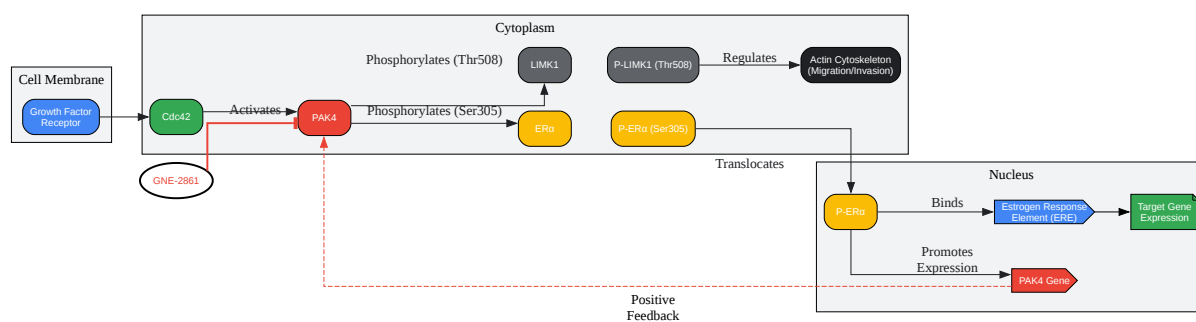 Cytoplasm
Cell Membrane
Growth Factor
Receptor
Cdc42
Activates
PAK4
GNE-2861
Phosphorylates (Thr508)
LIMK1
Phosphorylates (Ser305)
ERα
P-LIMK1 (Thr508)
Regulates
Actin Cytoskeleton
(Migration/Invasion)
P-ERα (Ser305)
Translocates
Nucleus
P-ERα
Binds
Estrogen Response
Element (ERE)
Target Gene
Expression
Promotes
Expression
PAK4 Gene
Positive
Feedback